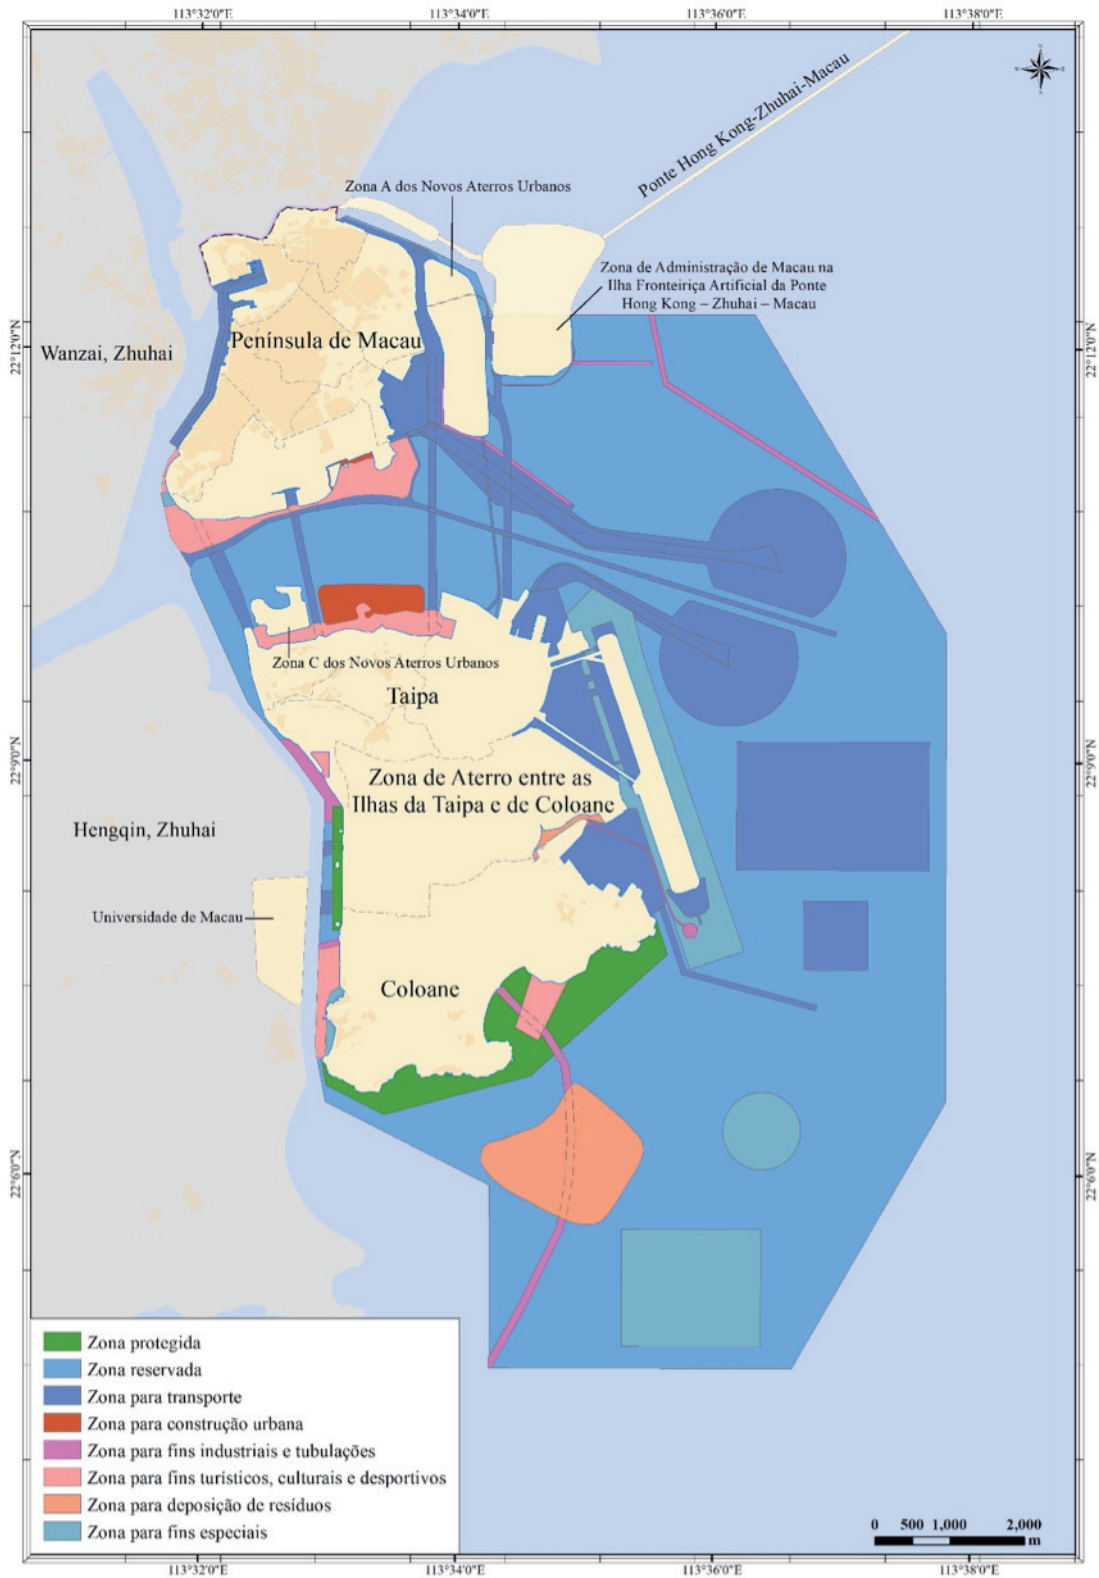 113°32'0"E
113°34'0"E
113°36'0"E
113°38'0"E
Ponte Hong Kong-Zhuhai-Macau
Zona A dos Novos Aterros Urbanos
Zona de Administração de Macau na
Ilha Fronteiriça Artificial da Ponte
Hong Kong – Zhuhai – Macau
22°12'0"N
22°12'0"N
Wanzai, Zhuhai
Península de Macau
Zona C dos Novos Aterros Urbanos
Taipa
22°9'0"N
22°9'0"N
Zona de Aterro entre as
Ilhas da Taipa e de Coloane
Hengqin, Zhuhai
Universidade de Macau
Coloane
22°6'0"N
22°6'0"N
Zona protegida
Zona reservada
Zona para transporte
Zona para construção urbana
Zona para fins industriais e tubulações
Zona para fins turísticos, culturais e desportivos
Zona para deposição de resíduos
Zona para fins especiais
0 500 1,000 2,000
m
113°32'0"E
113°34'0"E
113°36'0"E
113°38'0"E